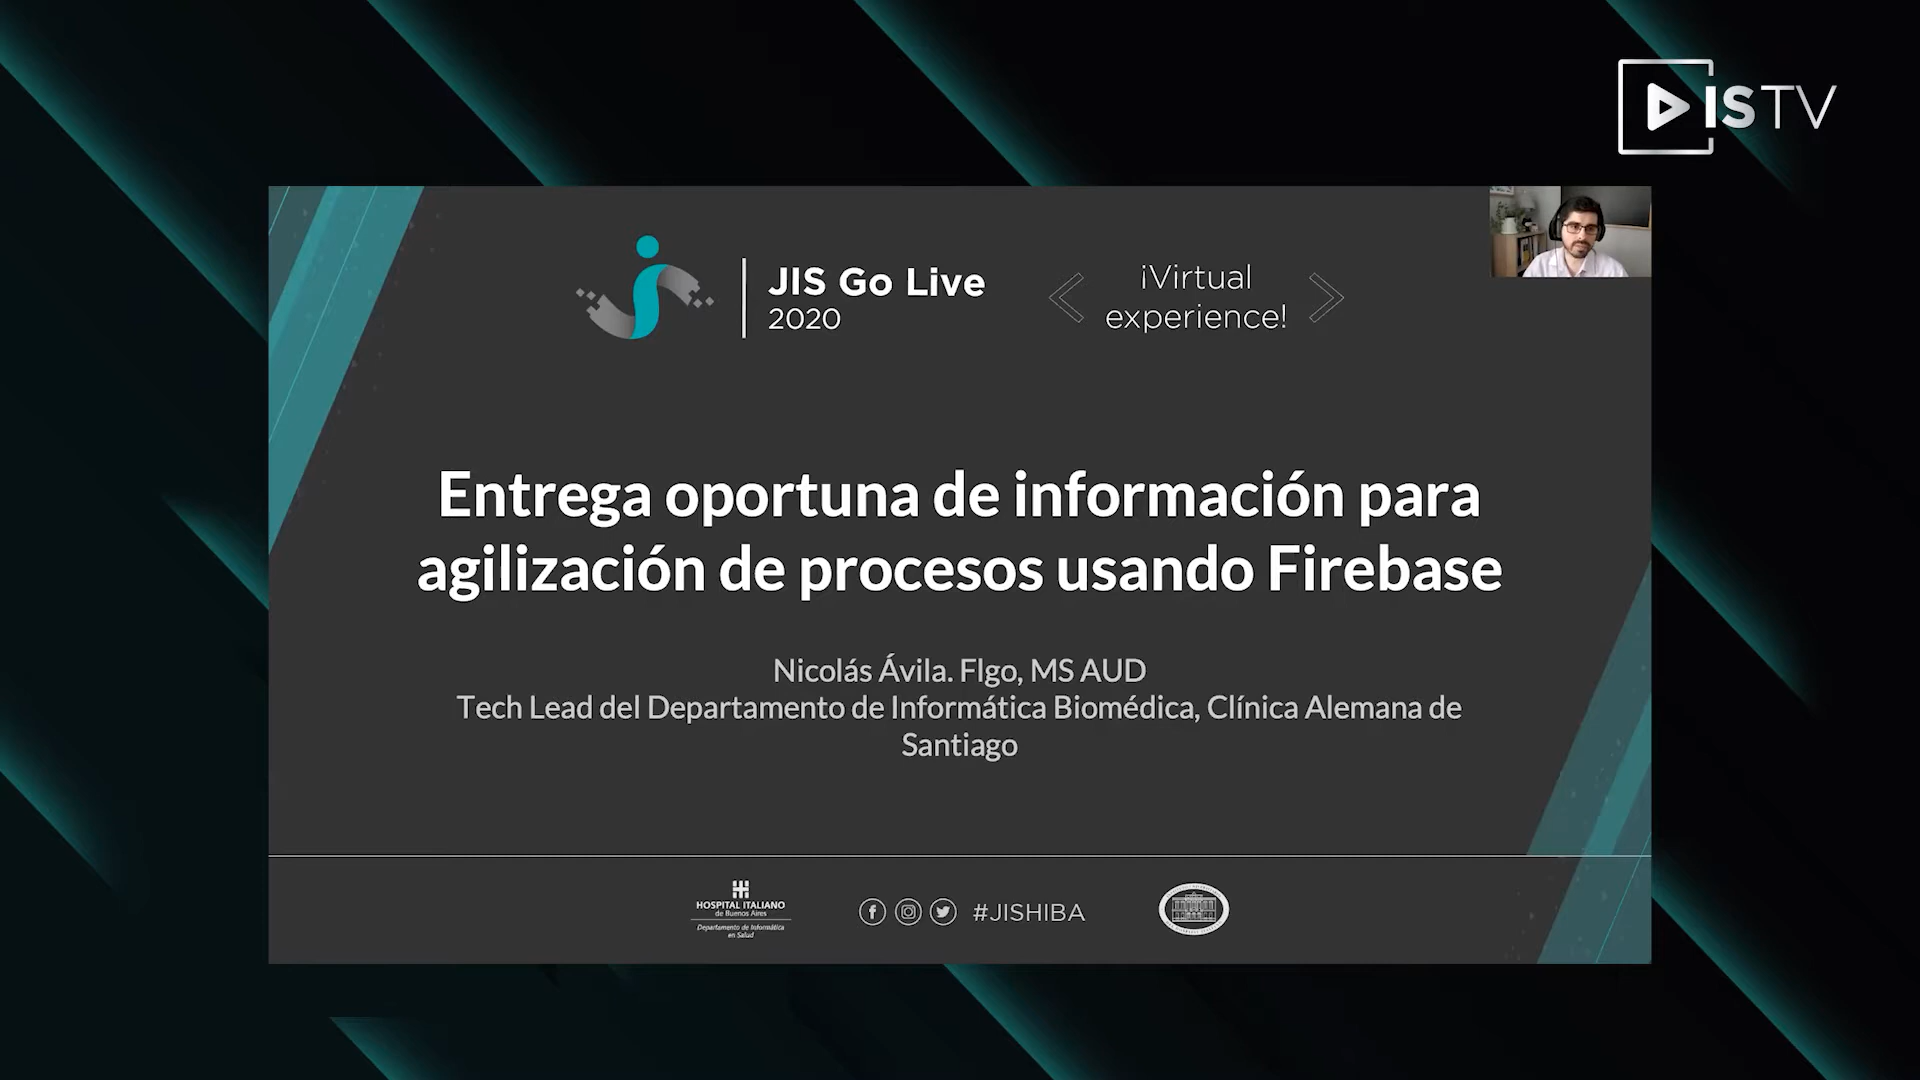 ISTV
JIS Go Live
2020
¡Virtual
experience!
Entrega oportuna de información para
agilización de procesos usando Firebase
Nicolás Ávila. Flgo, MS AUD
Tech Lead del Departamento de Informática Biomédica, Clínica Alemana de
Santiago
HOSPITAL ITALIANO
de Buenos Aires
Departamento de Informática
en Salud
#JISHIBA